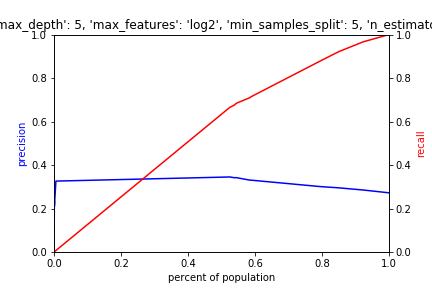 max_depth': 5, 'max_features': 'log2', 'min_samples_split': 5, 'n_estimato
1.0 1.0
0.8 0.8
0.6 0.6
precision recall
0.4 0.4
0.2 0.2
0.0 0.0
0.0 0.2 0.4 0.6 0.8 1.0
percent of population